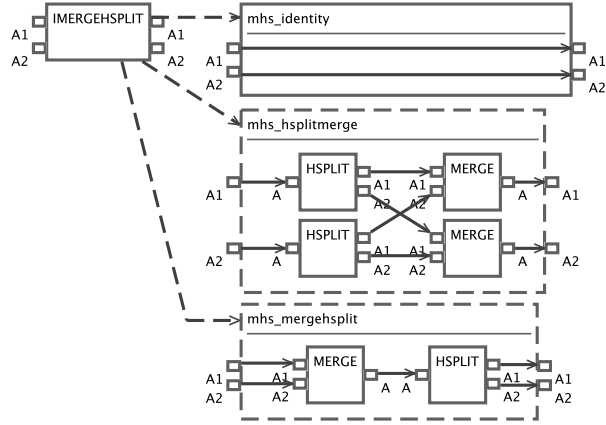 IMERGEHSPLIT
A1 A1
A2 A2
mhs_identity
A1 A1
A2 A2
mhs_hsplitmerge
HSPLIT MERGE
A1 A A1 A1 A A1
A2 A2
HSPLIT MERGE
A2 A A1 A1 A A2
A2 A2
mhs_mergehsplit
MERGE HSPLIT
A1 A1 A A A1 A1
A2 A2 A2 A2